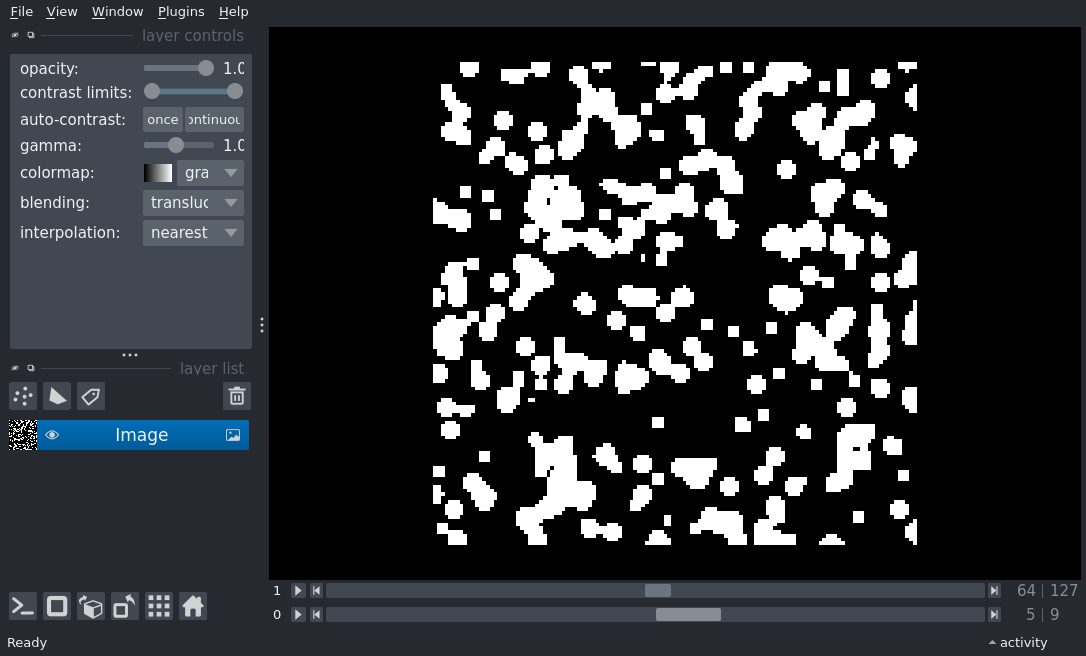 File View Window Plugins Help
layer controls
opacity: 1.0
contrast limits:
auto-contrast: once ontinuou
gamma: 1.0
colormap: gra
blending: transluc
interpolation: nearest
layer list
Image
1 64 | 127
0 5 | 9
Ready activity